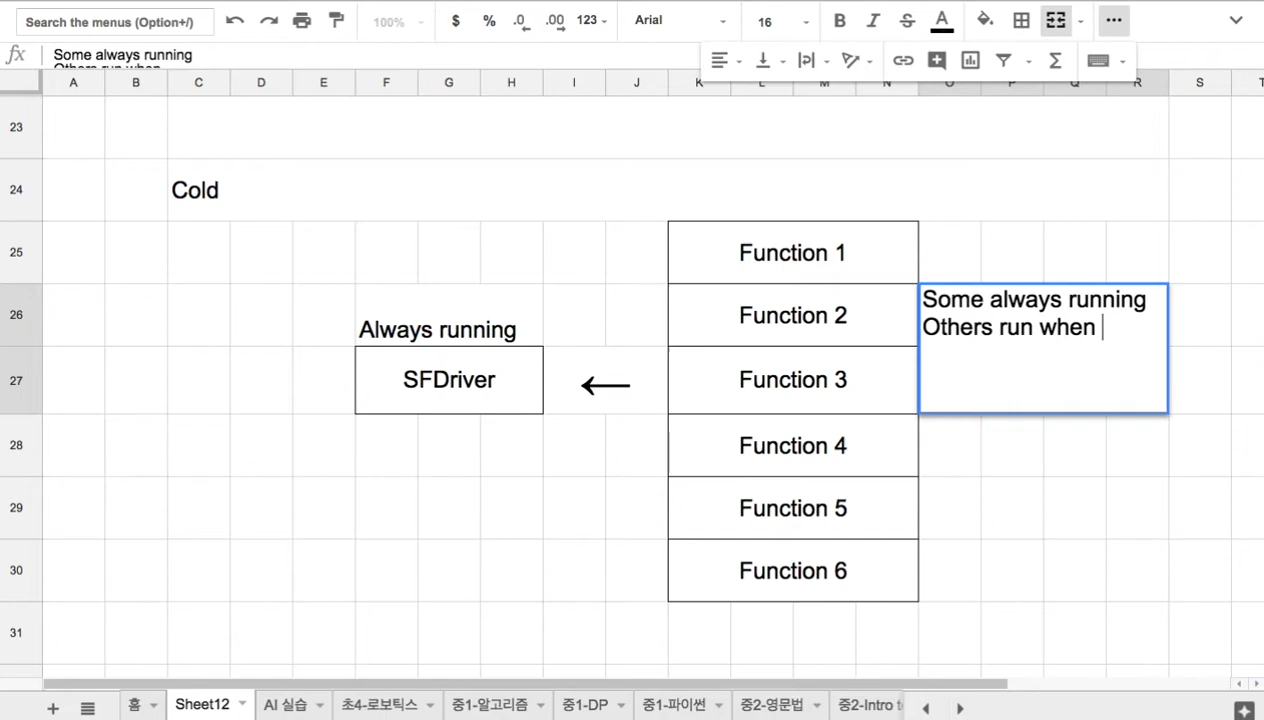 Search the menus (Option+/)
100%
$ % .0 .00 123
Arial
16
B I S A
fx
Some always running
Others run when
A B C D E F G H I J K L M N O P Q R S T
23
24
Cold
25
Function 1
26
Function 2
Some always running
Others run when
Always running
27
SFDriver
←
Function 3
28
Function 4
29
Function 5
30
Function 6
31
홈
Sheet12
AI 실습
초4-로보틱스
중1-알고리즘
중1-DP
중1-파이썬
중2-영문법
중2-Intro to